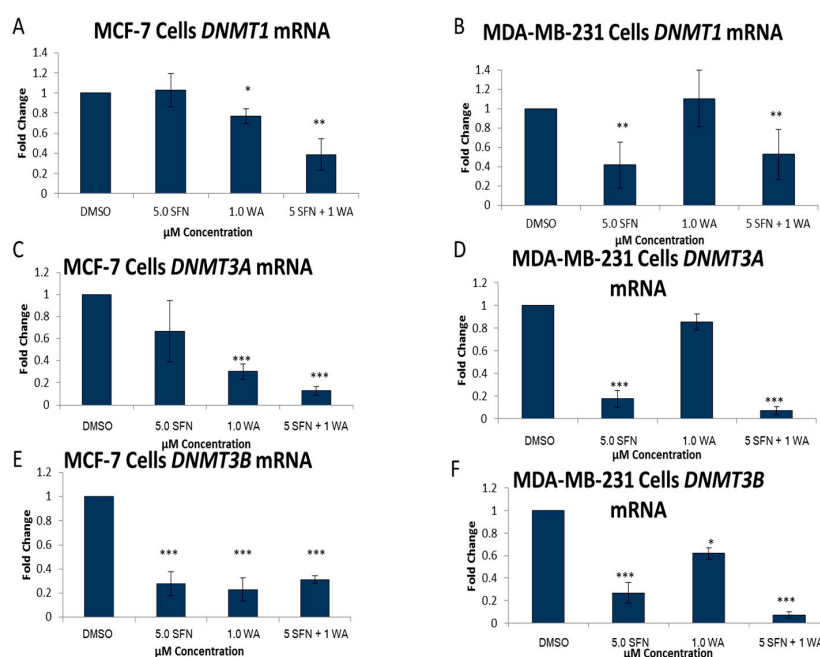 A
MCF-7 Cells DNMT1 mRNA
1.4
1.2
1
0.8
0.6
0.4
0.2
0
Fold Change
*
**
DMSO
5.0 SFN
1.0 WA
5 SFN + 1 WA
µM Concentration
B
MDA-MB-231 Cells DNMT1 mRNA
1.4
1.2
1
0.8
0.6
0.4
0.2
0
Fold Change
**
**
DMSO
5.0 SFN
1.0 WA
5 SFN + 1 WA
µM Concentration
C
MCF-7 Cells DNMT3A mRNA
1.2
1
0.8
0.6
0.4
0.2
0
Fold Change
***
***
DMSO
5.0 SFN
1.0 WA
5 SFN + 1 WA
µM Concentration
D
MDA-MB-231 Cells DNMT3A
mRNA
1.2
1
0.8
0.6
0.4
0.2
0
Fold Change
***
***
DMSO
5.0 SFN
1.0 WA
5 SFN + 1 WA
µM Concentration
E
MCF-7 Cells DNMT3B mRNA
1.2
1
0.8
0.6
0.4
0.2
0
Fold Change
***
***
***
DMSO
5.0 SFN
1.0 WA
5 SFN + 1 WA
µM Concentration
F
MDA-MB-231 Cells DNMT3B
mRNA
1.2
1
0.8
0.6
0.4
0.2
0
Fold Change
***
*
***
DMSO
5.0 SFN
1.0 WA
5 SFN + 1 WA
µM Concentration